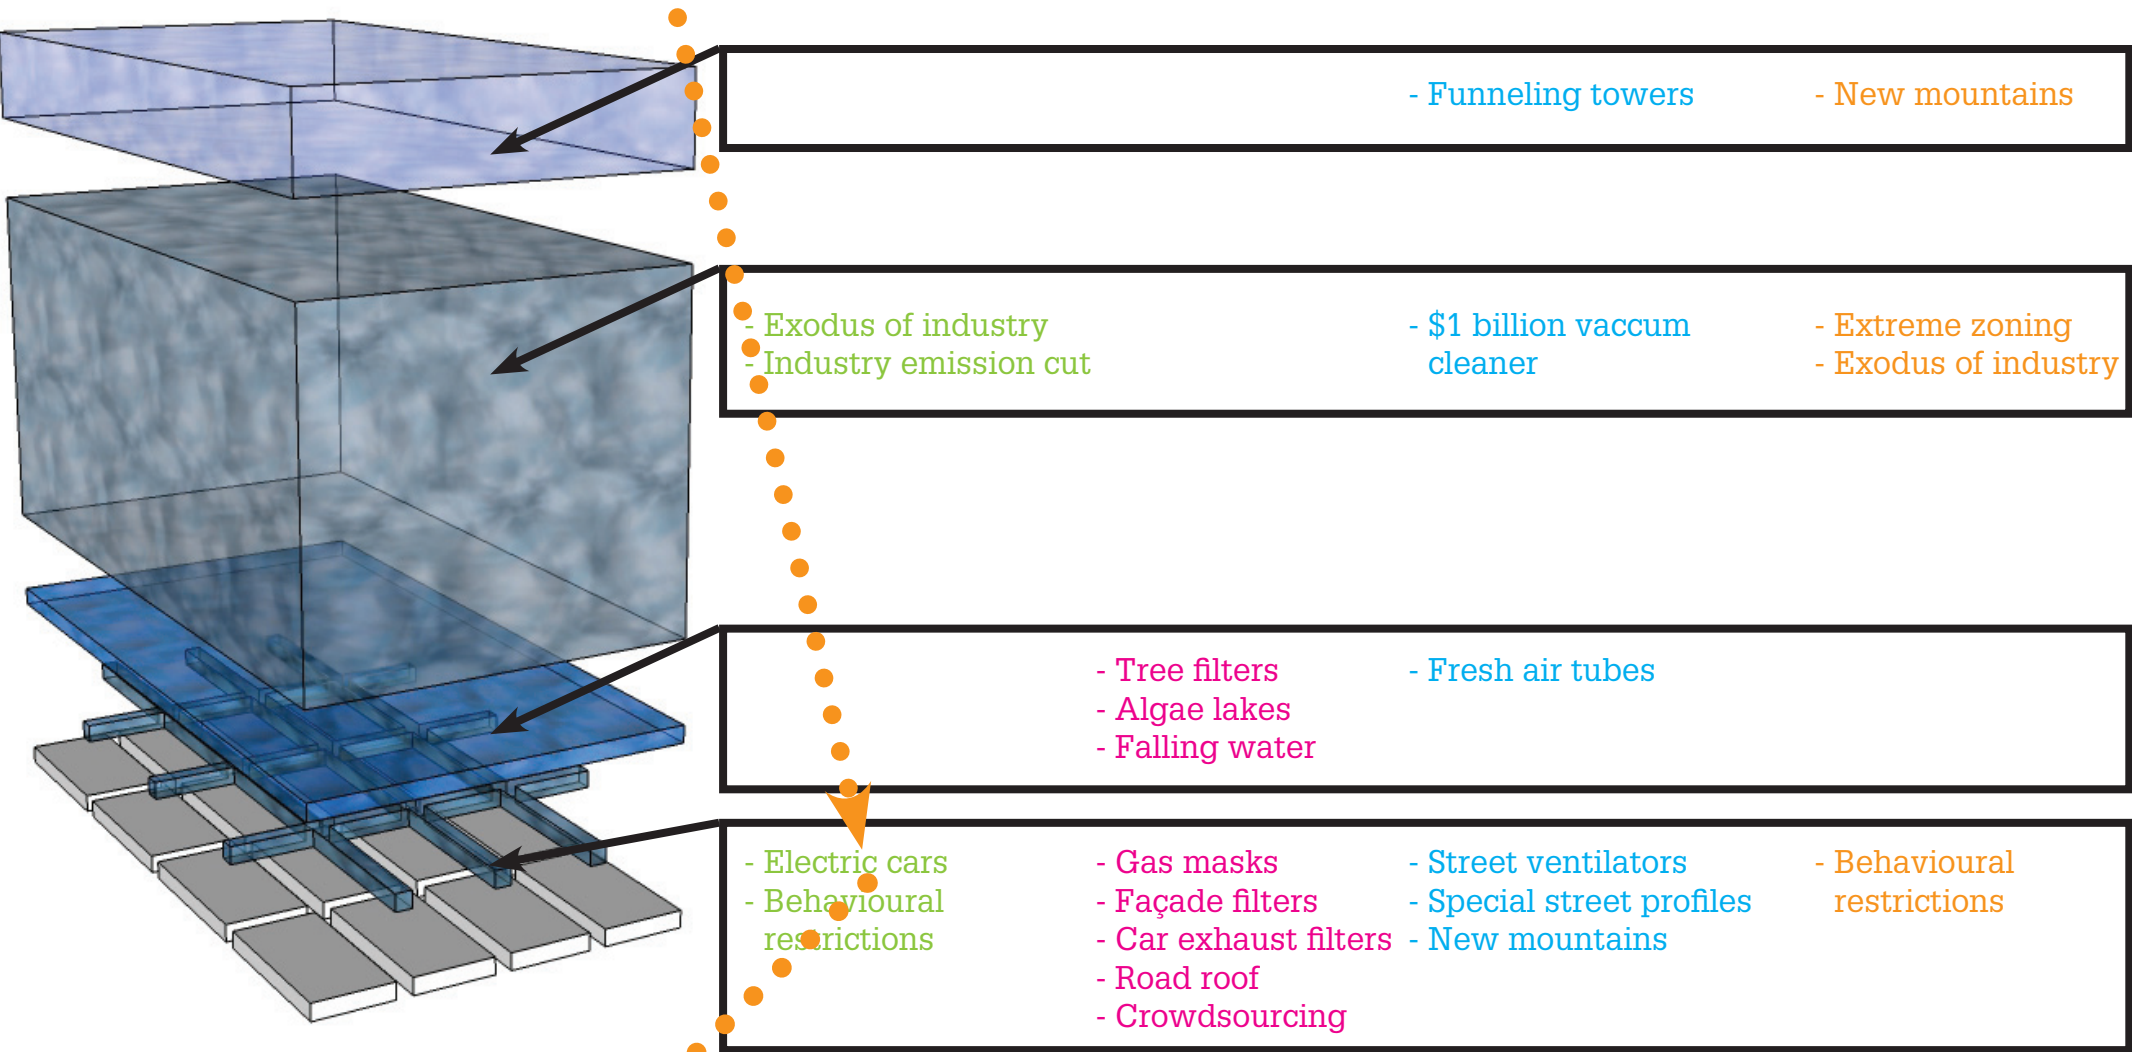 - Funneling towers
- New mountains
- Exodus of industry
- Industry emission cut
- $1 billion vaccum
cleaner
- Extreme zoning
- Exodus of industry
- Tree filters
- Algae lakes
- Falling water
- Fresh air tubes
- Electric cars
- Behavioural
restrictions
- Gas masks
- Façade filters
- Car exhaust filters
- Road roof
- Crowdsourcing
- Street ventilators
- Special street profiles
- New mountains
- Behavioural
restrictions